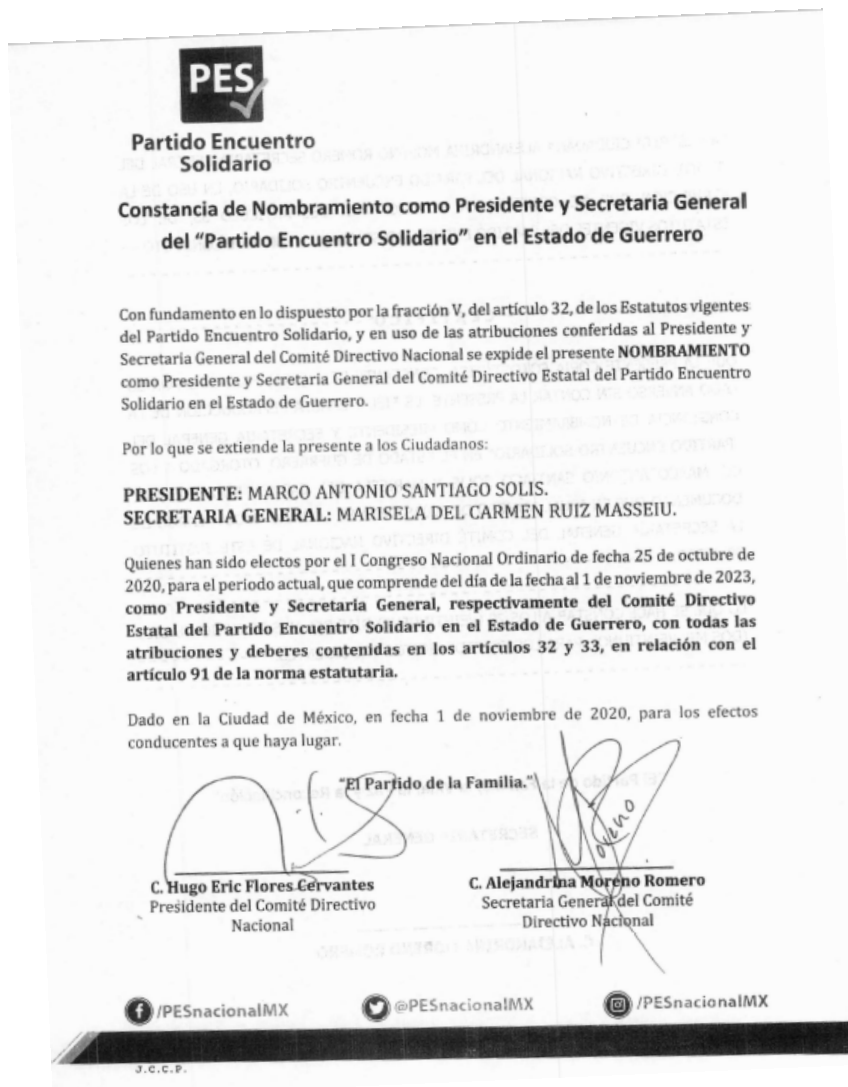 PES
Partido Encuentro
Solidario
Constancia de Nombramiento como Presidente y Secretaria General
del "Partido Encuentro Solidario" en el Estado de Guerrero
Con fundamento en lo dispuesto por la fracción V, del artículo 32, de los Estatutos vigentes
del Partido Encuentro Solidario, y en uso de las atribuciones conferidas al Presidente y
Secretaria General del Comité Directivo Nacional se expide el presente NOMBRAMIENTO
como Presidente y Secretaria General del Comité Directivo Estatal del Partido Encuentro
Solidario en el Estado de Guerrero.
Por lo que se extiende la presente a los Ciudadanos:
PRESIDENTE: MARCO ANTONIO SANTIAGO SOLIS.
SECRETARIA GENERAL: MARISELA DEL CARMEN RUIZ MASSEIU.
Quienes han sido electos por el I Congreso Nacional Ordinario de fecha 25 de octubre de
2020, para el periodo actual, que comprende del día de la fecha al 1 de noviembre de 2023,
como Presidente y Secretaria General, respectivamente del Comité Directivo
Estatal del Partido Encuentro Solidario en el Estado de Guerrero, con todas las
atribuciones y deberes contenidas en los artículos 32 y 33, en relación con el
artículo 91 de la norma estatutaria.
Dado en la Ciudad de México, en fecha 1 de noviembre de 2020, para los efectos
conducentes a que haya lugar.
"El Partido de la Familia."
C. Hugo Eric Flores Cervantes
Presidente del Comité Directivo
Nacional
C. Alejandrina Moreno Romero
Secretaria General del Comité
Directivo Nacional
/PESnacionalMX
@PESnacionalMX
/PESnacionalMX
J.C.C.P.